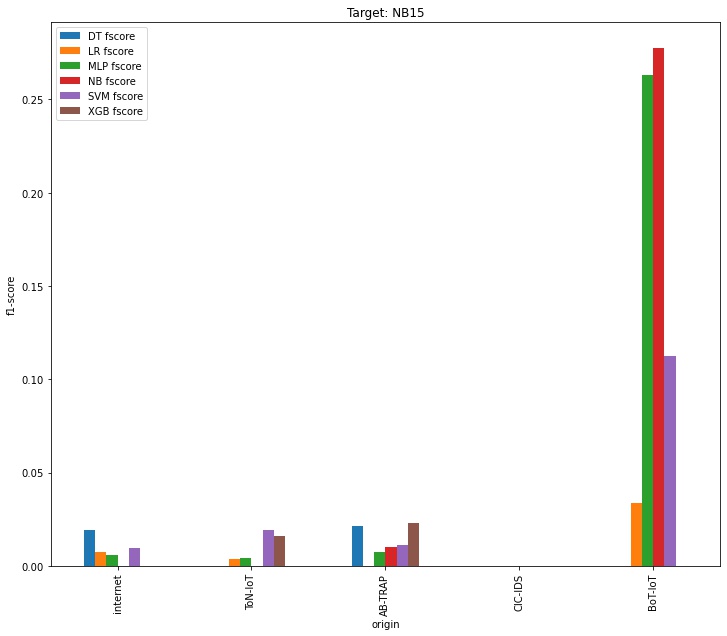 Target: NB15
DT fscore
LR fscore
MLP fscore
NB fscore
SVM fscore
XGB fscore
f1-score
0.25
0.20
0.15
0.10
0.05
0.00
internet
ToN-IoT
AB-TRAP
CIC-IDS
BoT-IoT
origin